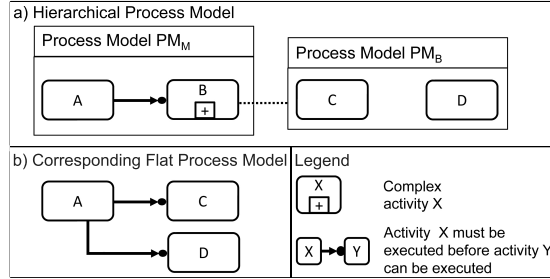 a) Hierarchical Process Model
Process Model PM_M
A
B
+
Process Model PM_B
C
D
b) Corresponding Flat Process Model
A
C
D
Legend
X
+
Complex
activity X
X
Y
Activity X must be
executed before activity Y
can be executed